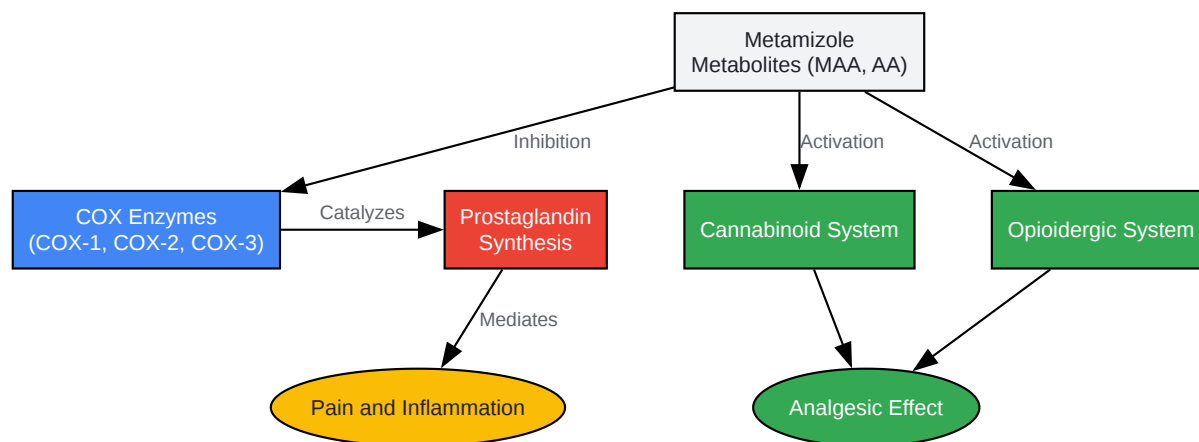 Metamizole
Metabolites (MAA, AA)
Inhibition
Activation
Activation
COX Enzymes
(COX-1, COX-2, COX-3)
Catalyzes
Prostaglandin
Synthesis
Cannabinoid System
Opioidergic System
Mediates
Pain and Inflammation
Analgesic Effect